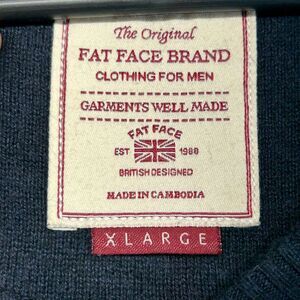 The Original
FAT FACE BRAND
CLOTHING FOR MEN
GARMENTS WELL MADE
FAT FACE
EST 1988
BRITISH DESIGNED
MADE IN CAMBODIA
X LARGE